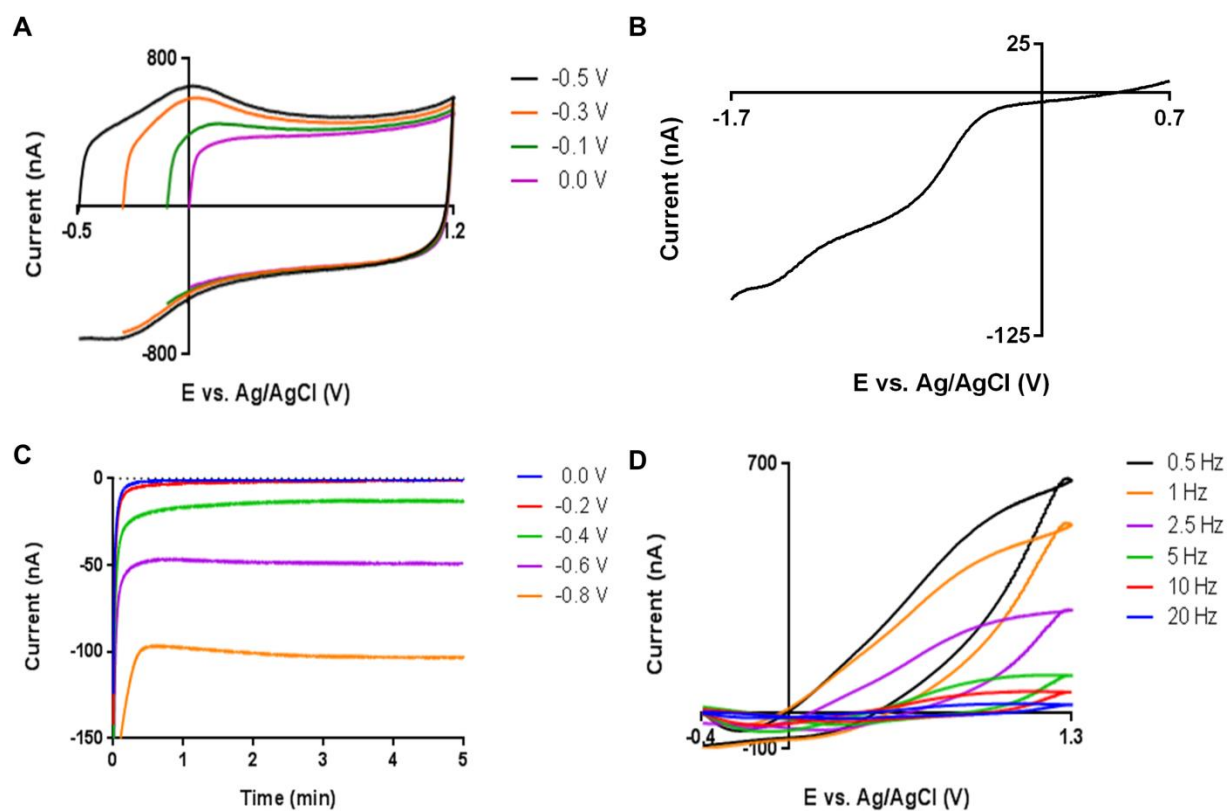 A
800
-0.5 V
-0.3 V
-0.1 V
0.0 V
Current (nA)
-0.5
1.2
-800
E vs. Ag/AgCl (V)
B
25
-1.7
0.7
Current (nA)
-125
E vs. Ag/AgCl (V)
C
0
-50
-100
-150
Current (nA)
0 1 2 3 4 5
Time (min)
0.0 V
-0.2 V
-0.4 V
-0.6 V
-0.8 V
D
700
0.5 Hz
1 Hz
2.5 Hz
5 Hz
10 Hz
20 Hz
Current (nA)
-0.4
-100
1.3
E vs. Ag/AgCl (V)